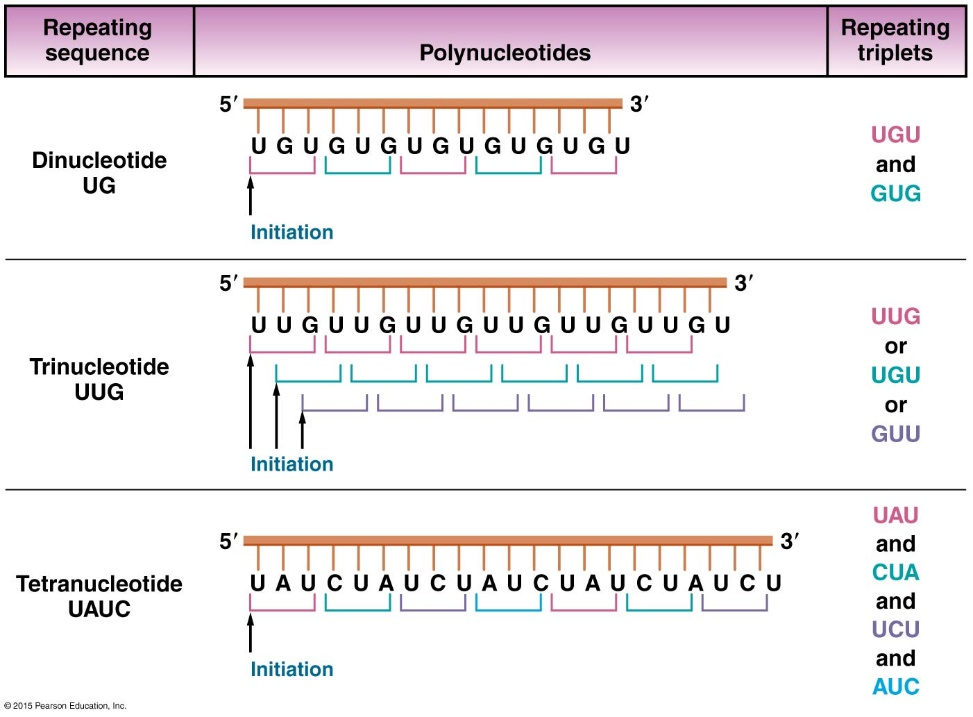 Repeating
sequence
Polynucleotides
Repeating
triplets
5′ 3′
U G U G U G U G U G U G U G U
Dinucleotide
UG
Initiation
UGU
and
GUG
5′ 3′
U U G U U G U U G U U G U U G U U G U
Trinucleotide
UUG
Initiation
UUG
or
UGU
or
GUU
5′ 3′
U A U C U A U C U A U C U A U C U A U C U
Tetranucleotide
UAUC
Initiation
UAU
and
CUA
and
UCU
and
AUC
© 2015 Pearson Education, Inc.